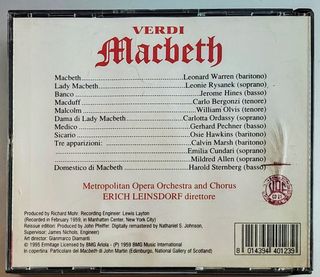 VERDI
Macbeth
Macbeth......Leonard Warren (baritono)
Lady Macbeth......Leonie Rysanek (soprano)
Banco......Jerome Hines (basso)
Macduff......Carlo Bergonzi (tenore)
Malcolm......William Olvis (tenore)
Dama di Lady Macbeth......Carlotta Ordassy (soprano)
Medico......Gerhard Pechner (basso)
Sicario......Osie Hawkins (baritono)
Tre apparizioni:......Calvin Marsh (baritono)
Emilia Cundari (soprano)
Mildred Allen (soprano)
Domestico di Macbeth......Harold Sternberg (basso)
Metropolitan Opera Orchestra and Chorus
ERICH LEINSDORF direttore
Produced by Richard Mohr. Recording Engineer: Lewis Layton
(Recorded in February 1959, in Manhattan Center, New York City)
Reissue edition: Produced by John Pfeiffer. Digitally remastered by Nathaniel S. Johnson,
Supervisor: James Nichols, Engineer)
Art director: Gianmarco Diamanti
© 1995 Ermitage Licensed by BMG Ariola - (P) 1959 BMG Music International
In copertina: Particolare del Macbeth di John Martin (Edinburgh, National Gallery of Scotland)
8 014394 401239